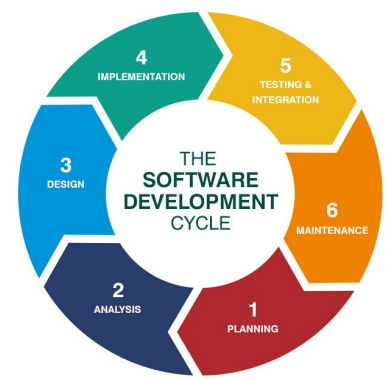 THE
SOFTWARE
DEVELOPMENT
CYCLE
1
PLANNING
2
ANALYSIS
3
DESIGN
4
IMPLEMENTATION
5
TESTING &
INTEGRATION
6
MAINTENANCE